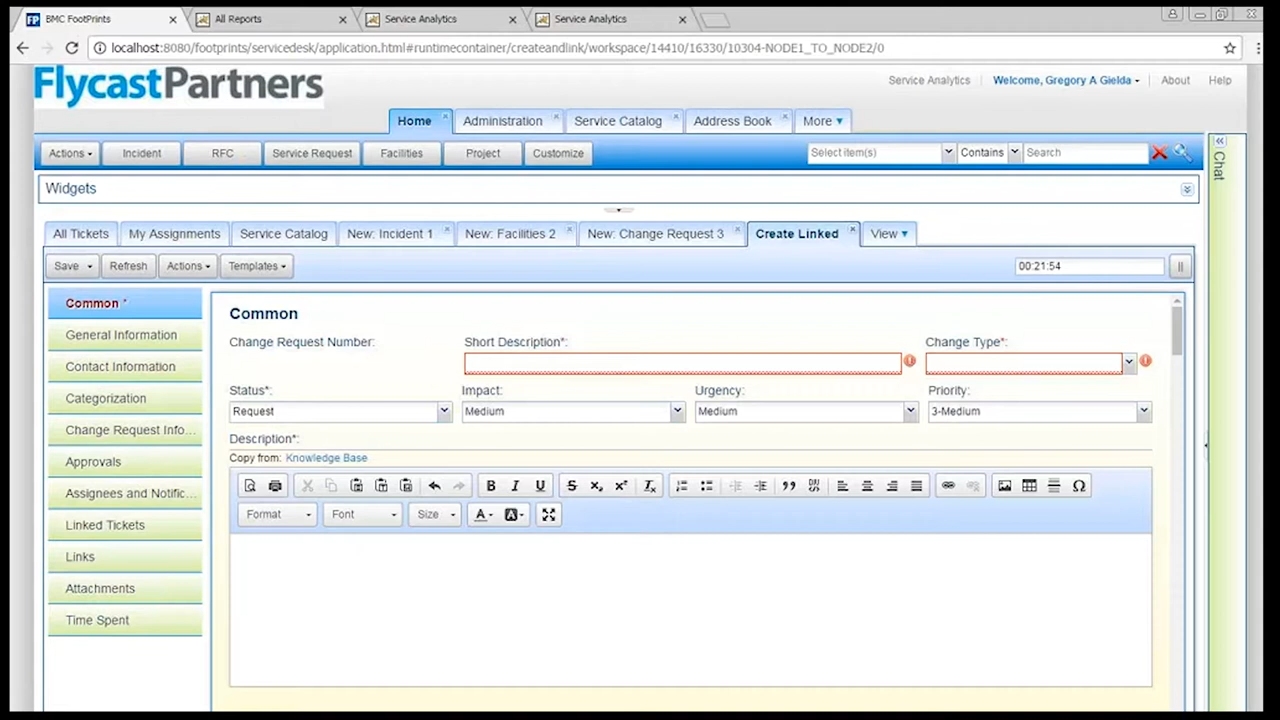 BMC FootPrints
All Reports
Service Analytics
Service Analytics
localhost:8080/footprints/servicedesk/application.html#runtimecontainer/createandlink/workspace/14410/16330/10304-NODE1_TO_NODE2/0
FlycastPartners
Service Analytics
Welcome, Gregory A Gielda
About
Help
Home
Administration
Service Catalog
Address Book
More
Actions
Incident
RFC
Service Request
Facilities
Project
Customize
Select item(s)
Contains
Search
Chat
Widgets
All Tickets
My Assignments
Service Catalog
New: Incident 1
New: Facilities 2
New: Change Request 3
Create Linked
View
Save
Refresh
Actions
Templates
00:21:54
Common *
General Information
Contact Information
Categorization
Change Request Info...
Approvals
Assignees and Notific...
Linked Tickets
Links
Attachments
Time Spent
Common
Change Request Number:
Short Description*:
Change Type*:
Status*:
Impact:
Urgency:
Priority:
Request
Medium
Medium
3-Medium
Description*:
Copy from: Knowledge Base
Format
Font
Size